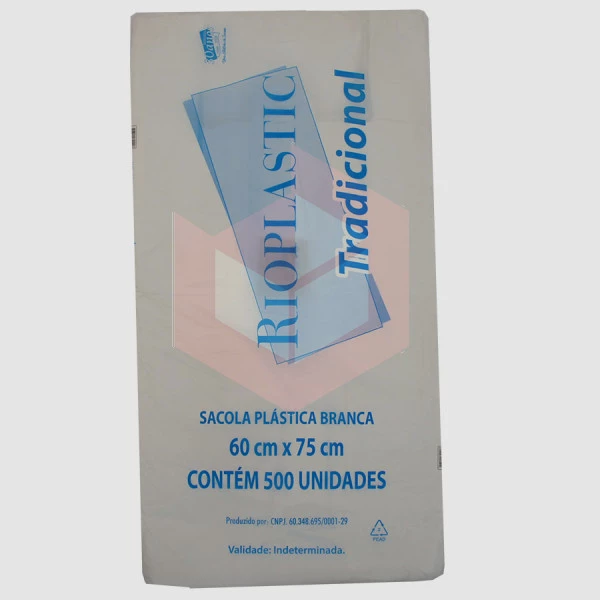 RIOPLASTIC
Tradicional
SACOLA PLÁSTICA BRANCA
60 cm x 75 cm
CONTÉM 500 UNIDADES
Produzido por: CNPJ. 60.348.695/0001-29
Validade: Indeterminada.